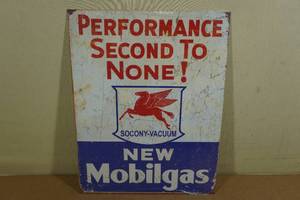 PERFORMANCE
SECOND TO
NONE!
SOCONY-VACUUM
NEW
Mobilgas